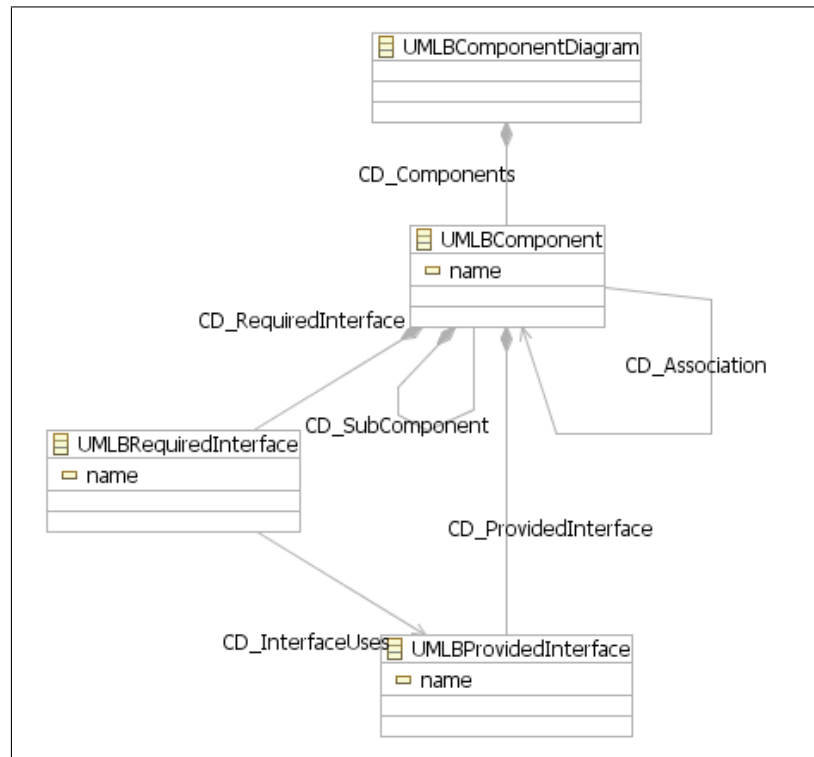 UMLBComponentDiagram
CD_Components
UMLBComponent
name
CD_RequiredInterface
CD_Association
CD_SubComponent
UMLBRequiredInterface
name
CD_ProvidedInterface
CD_InterfaceUses
UMLBProvidedInterface
name